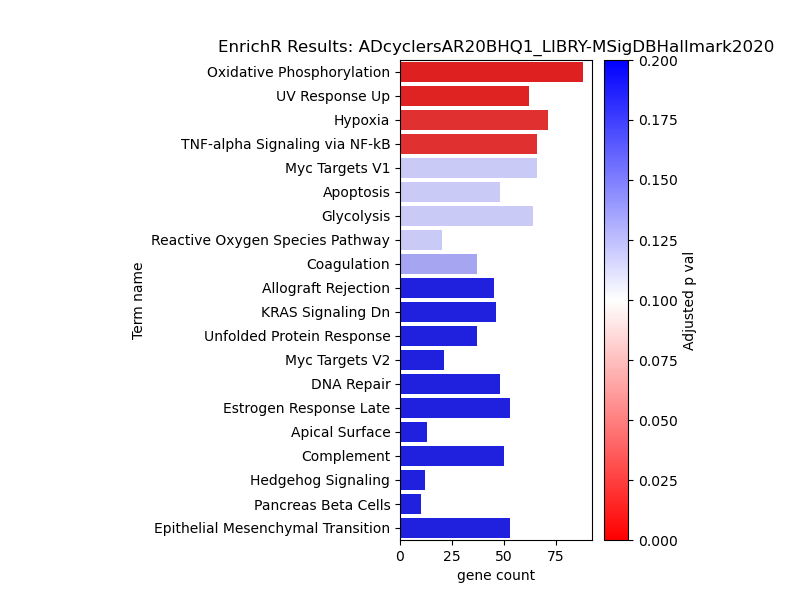 EnrichR Results: ADcyclersAR20BHQ1_LIBRY-MSigDBHallmark2020
Oxidative Phosphorylation
UV Response Up
Hypoxia
TNF-alpha Signaling via NF-kB
Myc Targets V1
Apoptosis
Glycolysis
Reactive Oxygen Species Pathway
Coagulation
Allograft Rejection
KRAS Signaling Dn
Unfolded Protein Response
Myc Targets V2
DNA Repair
Estrogen Response Late
Apical Surface
Complement
Hedgehog Signaling
Pancreas Beta Cells
Epithelial Mesenchymal Transition
Term name
0 25 50 75
gene count
0.200
0.175
0.150
0.125
0.100
0.075
0.050
0.025
0.000
Adjusted p val